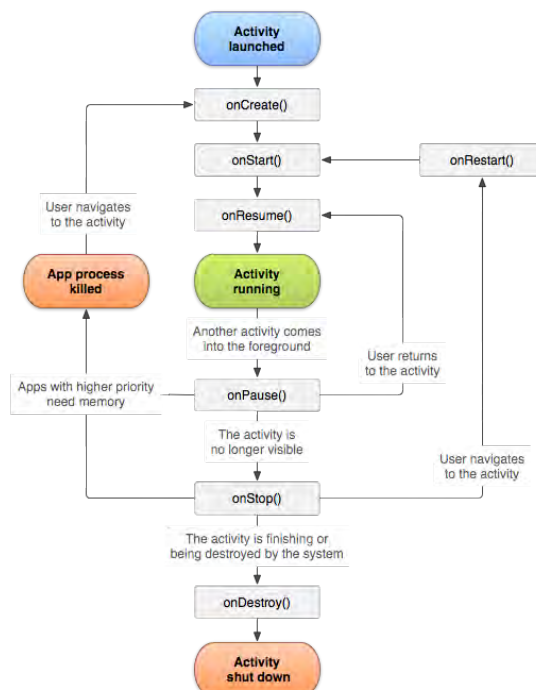 Activity
launched
onCreate()
onStart()
onRestart()
User navigates
to the activity
onResume()
App process
killed
Activity
running
Another activity comes
into the foreground
User returns
to the activity
Apps with higher priority
need memory
onPause()
The activity is
no longer visible
User navigates
to the activity
onStop()
The activity is finishing or
being destroyed by the system
onDestroy()
Activity
shut down